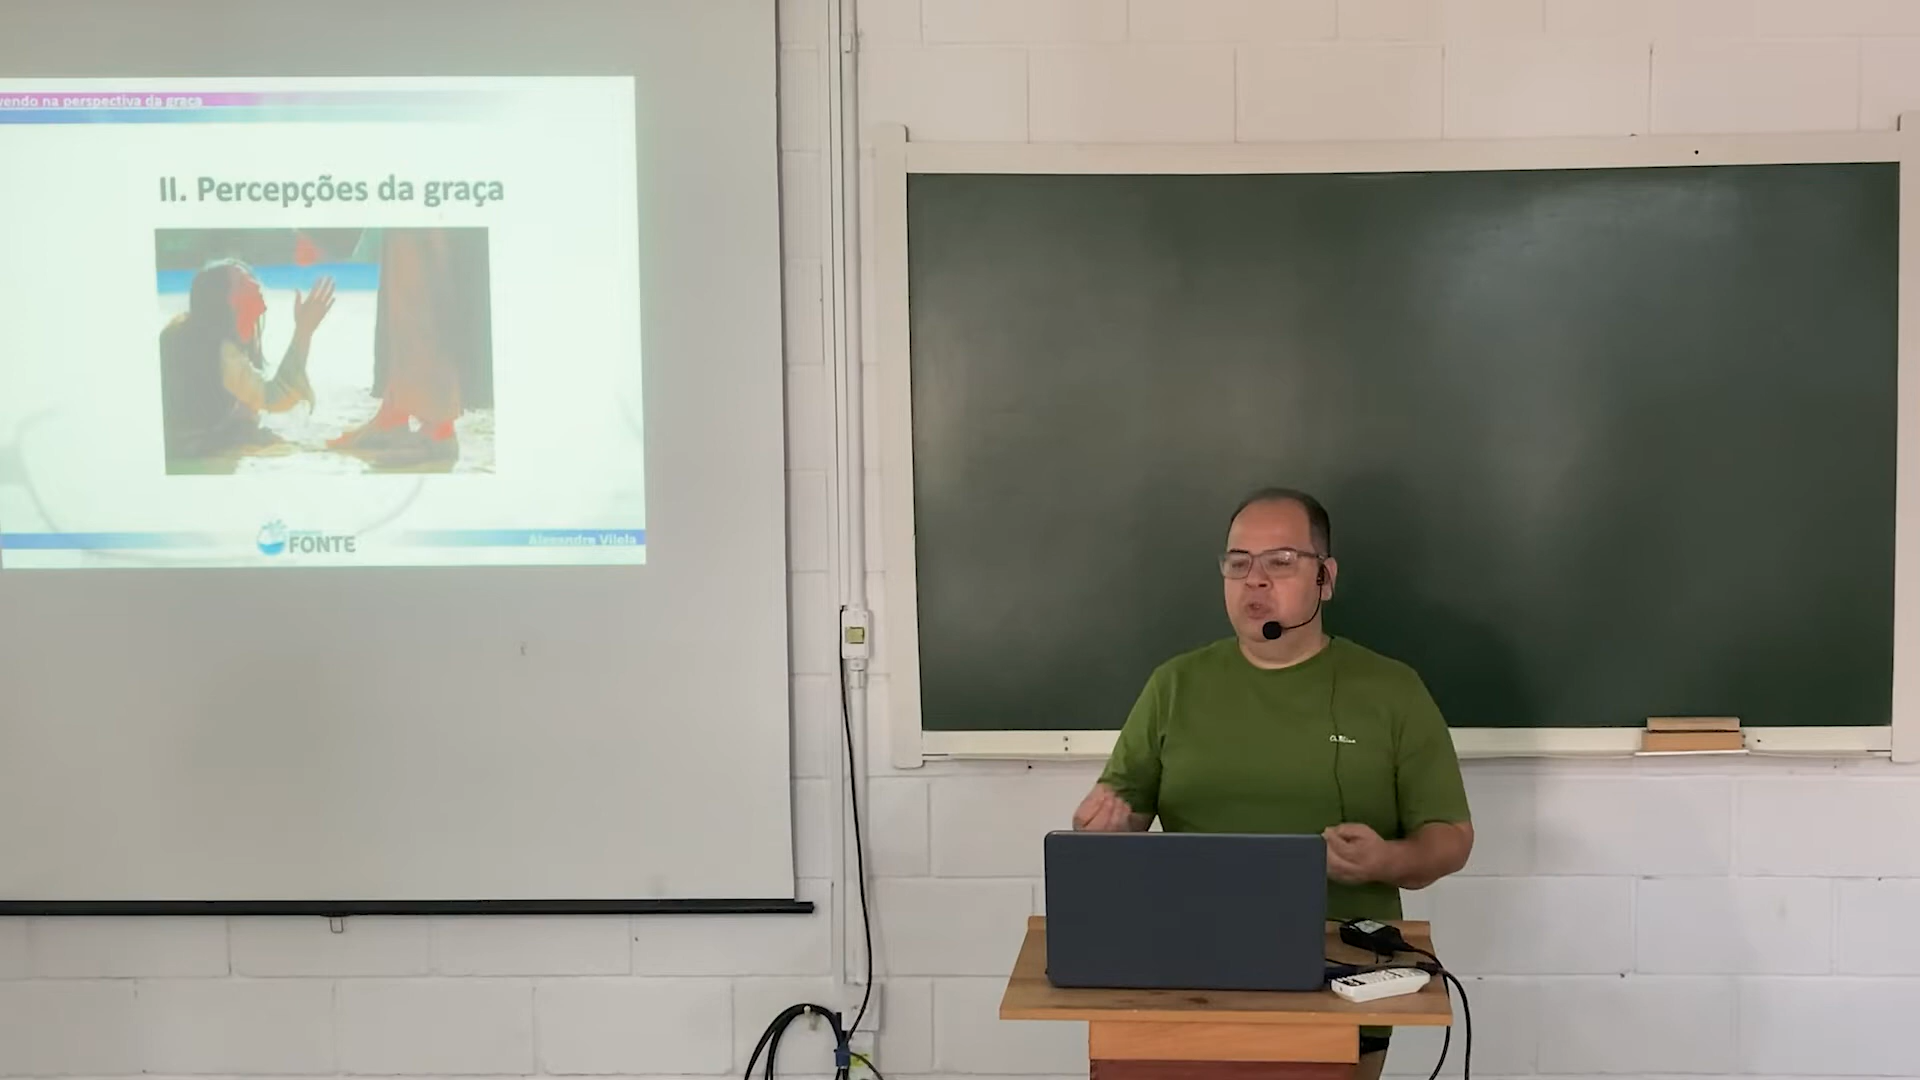 vendo na perspectiva da graça
II. Percepções da graça
FONTE
Alexandre Vilela